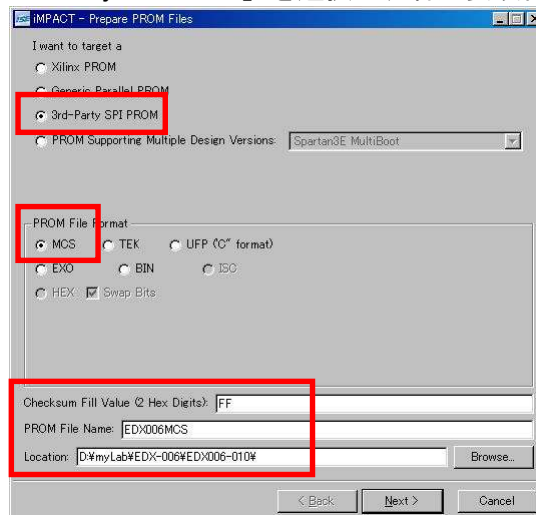 iMPACT - Prepare PROM Files
I want to target a
Xilinx PROM
Generic Parallel PROM
3rd-Party SPI PROM
PROM Supporting Multiple Design Versions: Spartan3E MultiBoot
PROM File Format
MCS TEK UFP ("C" format)
EXO BIN ISC
HEX Swap Bits
Checksum Fill Value (2 Hex Digits): FF
PROM File Name: EDX006MCS
Location: D:¥myLab¥EDX-006¥EDX006-010¥ Browse...
< Back Next > Cancel